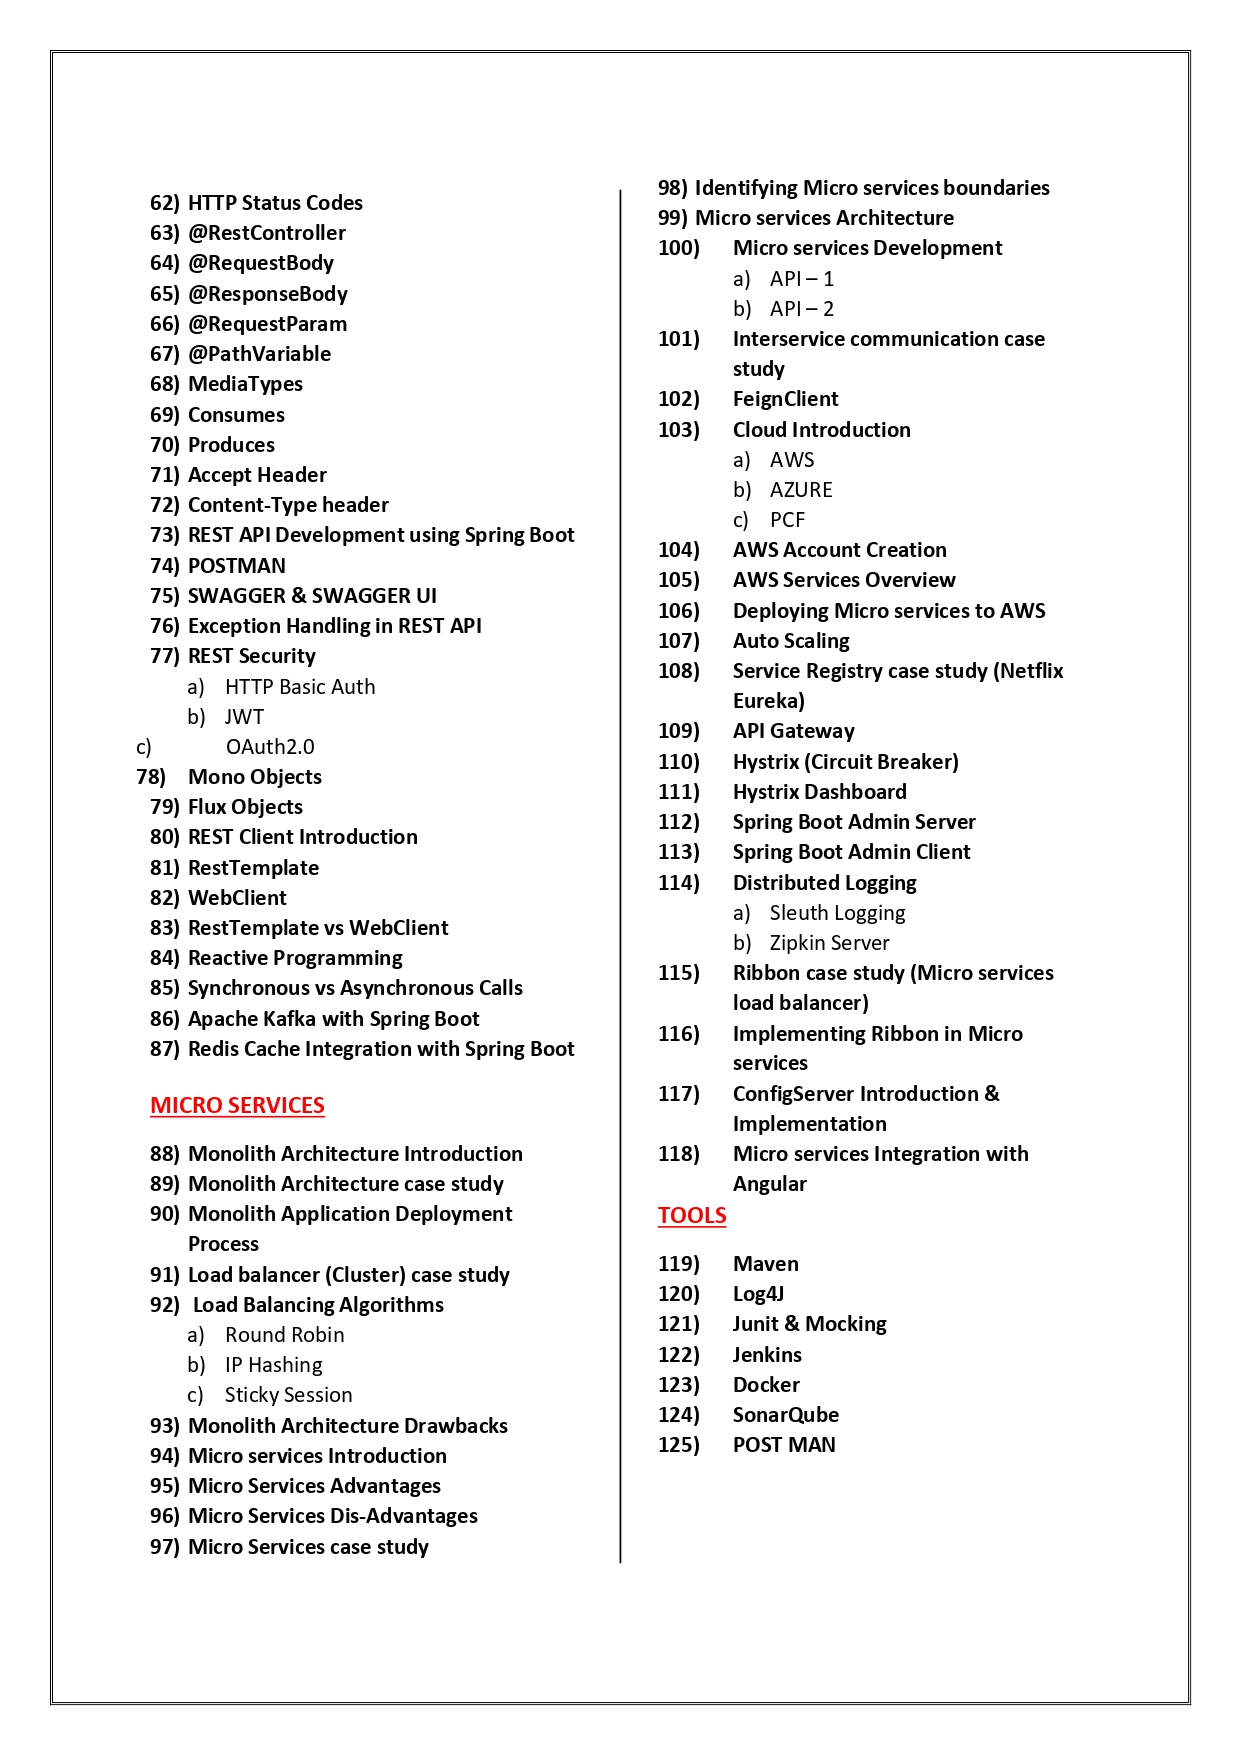 62) HTTP Status Codes
63) @RestController
64) @RequestBody
65) @ResponseBody
66) @RequestParam
67) @PathVariable
68) MediaTypes
69) Consumes
70) Produces
71) Accept Header
72) Content-Type header
73) REST API Development using Spring Boot
74) POSTMAN
75) SWAGGER & SWAGGER UI
76) Exception Handling in REST API
77) REST Security
a) HTTP Basic Auth
b) JWT
c) OAuth2.0
78) Mono Objects
79) Flux Objects
80) REST Client Introduction
81) RestTemplate
82) WebClient
83) RestTemplate vs WebClient
84) Reactive Programming
85) Synchronous vs Asynchronous Calls
86) Apache Kafka with Spring Boot
87) Redis Cache Integration with Spring Boot
MICRO SERVICES
88) Monolith Architecture Introduction
89) Monolith Architecture case study
90) Monolith Application Deployment
Process
91) Load balancer (Cluster) case study
92) Load Balancing Algorithms
a) Round Robin
b) IP Hashing
c) Sticky Session
93) Monolith Architecture Drawbacks
94) Micro services Introduction
95) Micro Services Advantages
96) Micro Services Dis-Advantages
97) Micro Services case study
98) Identifying Micro services boundaries
99) Micro services Architecture
100) Micro services Development
a) API – 1
b) API – 2
101) Interservice communication case
study
102) FeignClient
103) Cloud Introduction
a) AWS
b) AZURE
c) PCF
104) AWS Account Creation
105) AWS Services Overview
106) Deploying Micro services to AWS
107) Auto Scaling
108) Service Registry case study (Netflix
Eureka)
109) API Gateway
110) Hystrix (Circuit Breaker)
111) Hystrix Dashboard
112) Spring Boot Admin Server
113) Spring Boot Admin Client
114) Distributed Logging
a) Sleuth Logging
b) Zipkin Server
115) Ribbon case study (Micro services
load balancer)
116) Implementing Ribbon in Micro
services
117) ConfigServer Introduction &
Implementation
118) Micro services Integration with
Angular
TOOLS
119) Maven
120) Log4J
121) Junit & Mocking
122) Jenkins
123) Docker
124) SonarQube
125) POST MAN